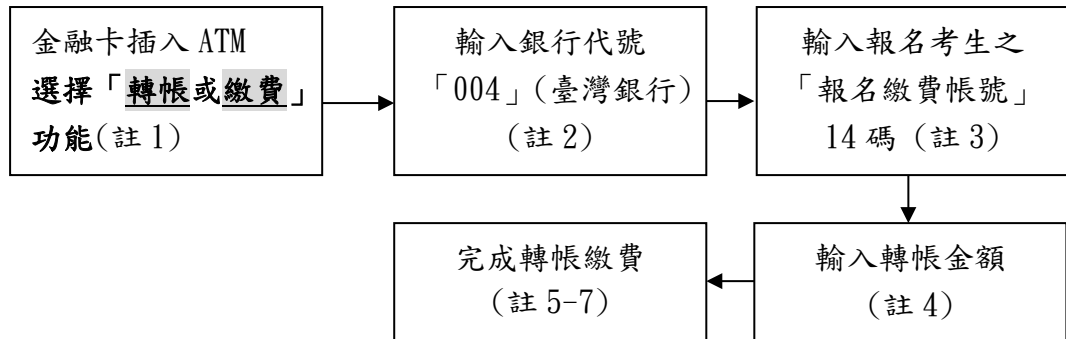 金融卡插入 ATM
選擇「轉帳或繳費」
功能(註 1)
輸入銀行代號
「004」(臺灣銀行)
(註 2)
輸入報名考生之
「報名繳費帳號」
14 碼 (註 3)
輸入轉帳金額
(註 4)
完成轉帳繳費
(註 5-7)